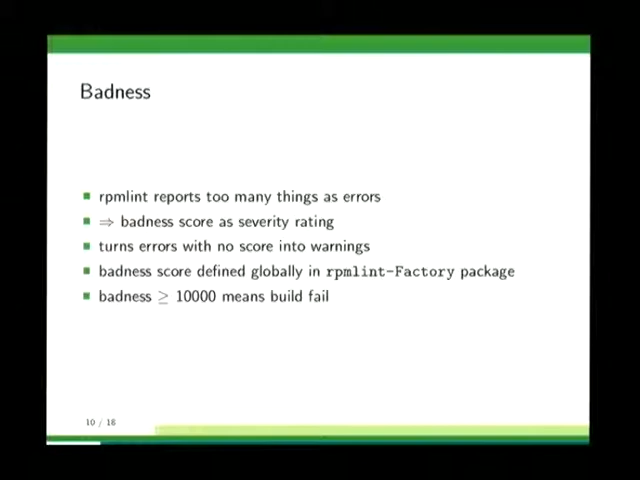 Badness
rpmlint reports too many things as errors
⇒ badness score as severity rating
turns errors with no score into warnings
badness score defined globally in rpmlint-Factory package
badness ≥ 10000 means build fail
10 / 18